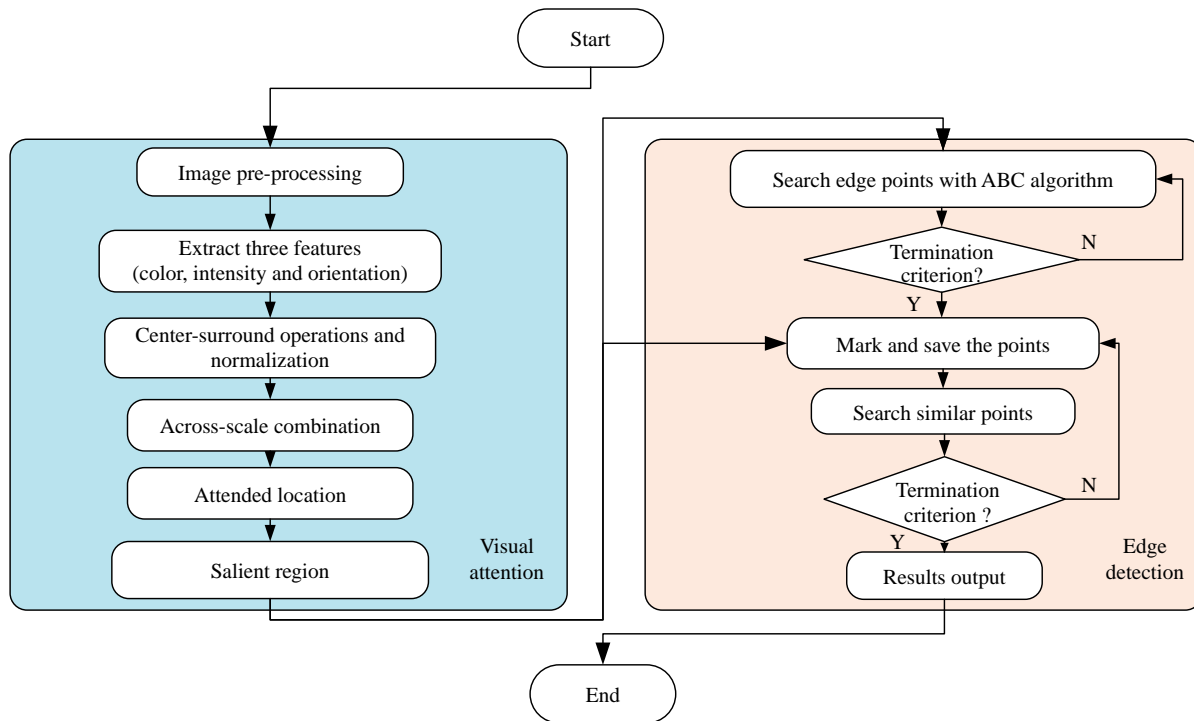 Start
Image pre-processing
Extract three features
(color, intensity and orientation)
Center-surround operations and
normalization
Across-scale combination
Attended location
Salient region
Visual
attention
Search edge points with ABC algorithm
Termination
criterion?
N
Y
Mark and save the points
Search similar points
Termination
criterion ?
N
Y
Results output
Edge
detection
End